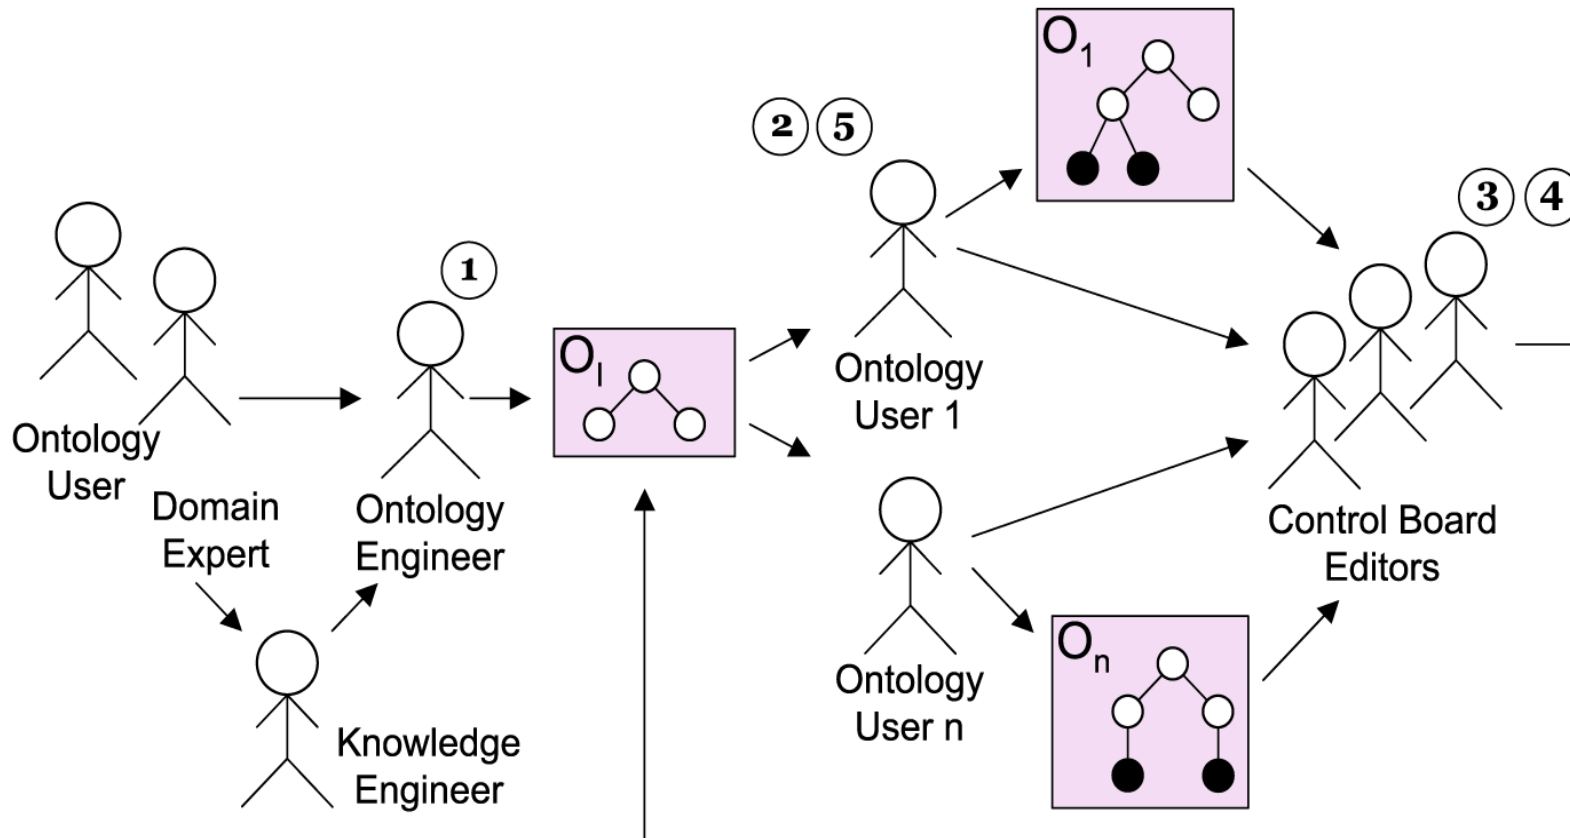 O1
2 5
3 4
1
OI
Ontology
User 1
Ontology
User
Domain
Expert
Ontology
Engineer
Control Board
Editors
On
Ontology
User n
Knowledge
Engineer